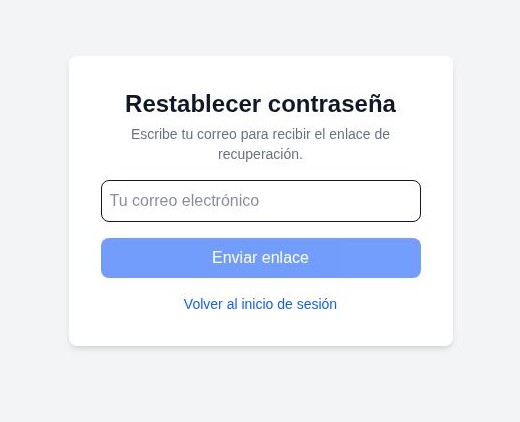 Restablecer contraseña
Escribe tu correo para recibir el enlace de
recuperación.
Tu correo electrónico
Enviar enlace
Volver al inicio de sesión